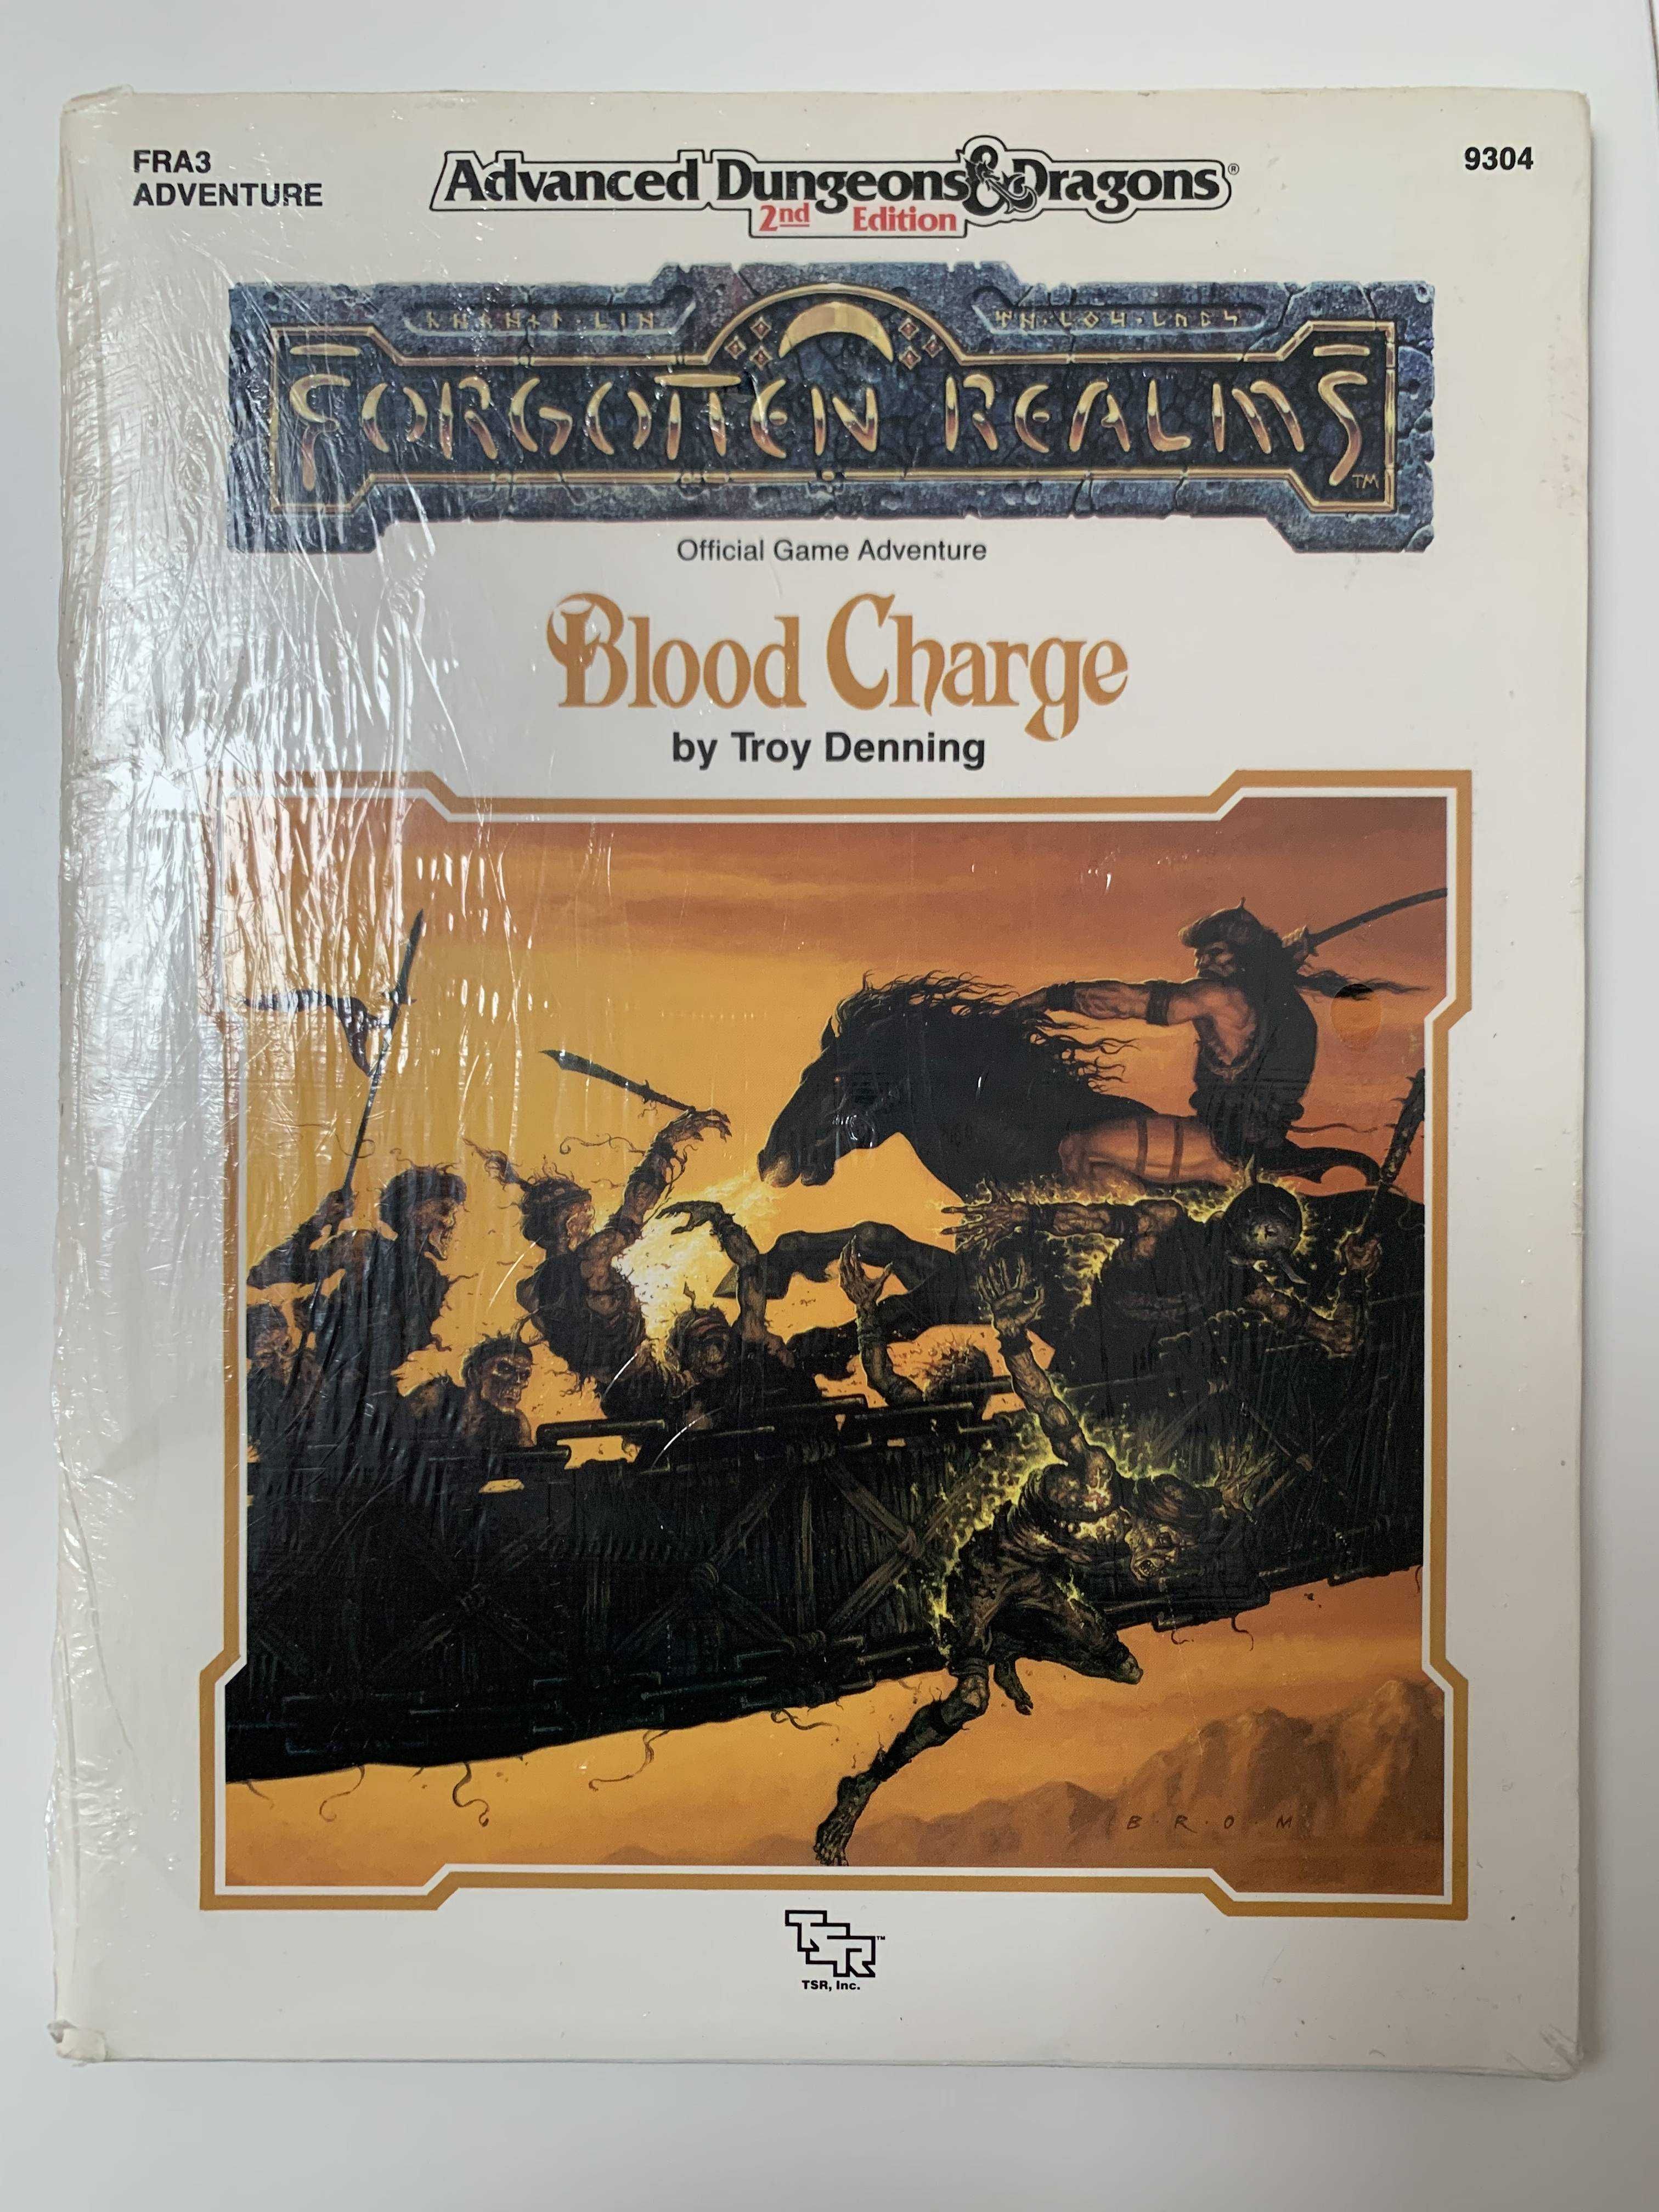 FRA3
ADVENTURE
Advanced Dungeons & Dragons®
2nd Edition
9304
FORGOTTEN REALMS
TM
Official Game Adventure
Blood Charge
by Troy Denning
B·R·O·M
TSR™
TSR, Inc.